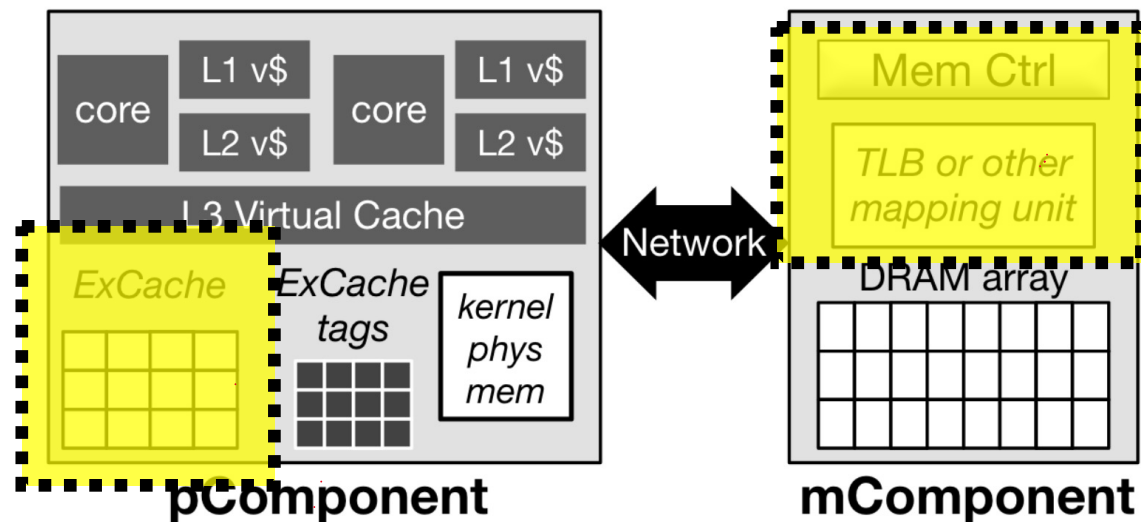 core
L1 v$
L2 v$
core
L1 v$
L2 v$
L3 Virtual Cache
ExCache
ExCache
tags
kernel
phys
mem
pComponent
Network
Mem Ctrl
TLB or other
mapping unit
DRAM array
mComponent